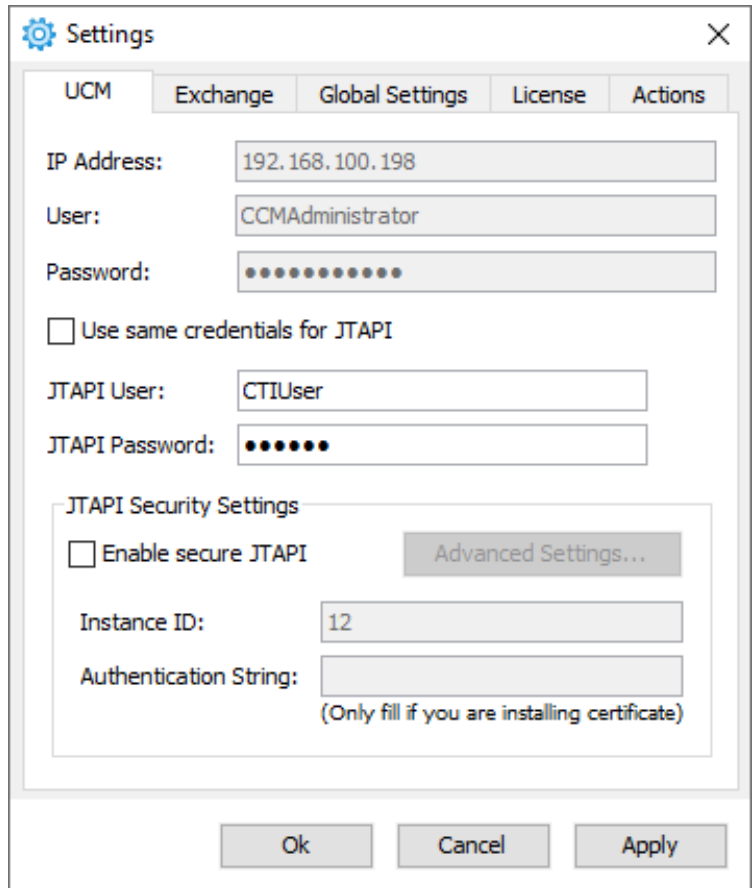 Settings
UCM Exchange Global Settings License Actions
IP Address: 192.168.100.198
User: CCMAdministrator
Password: ●●●●●●●●●●●
Use same credentials for JTAPI
JTAPI User: CTIUser
JTAPI Password: ●●●●●●
JTAPI Security Settings
Enable secure JTAPI Advanced Settings...
Instance ID: 12
Authentication String:
(Only fill if you are installing certificate)
Ok Cancel Apply